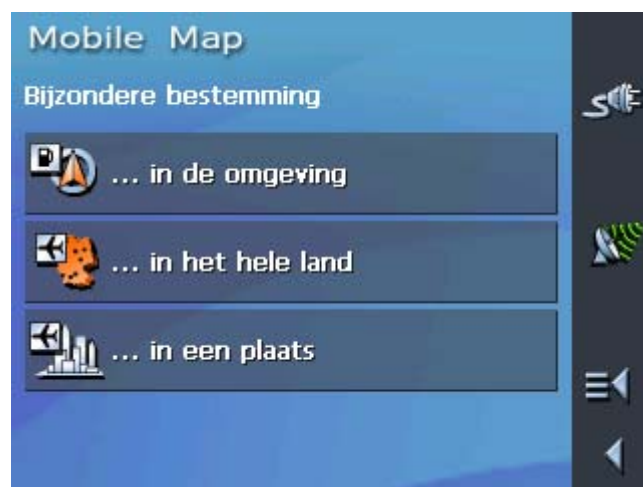 Mobile Map
Bijzondere bestemming
... in de omgeving
... in het hele land
... in een plaats